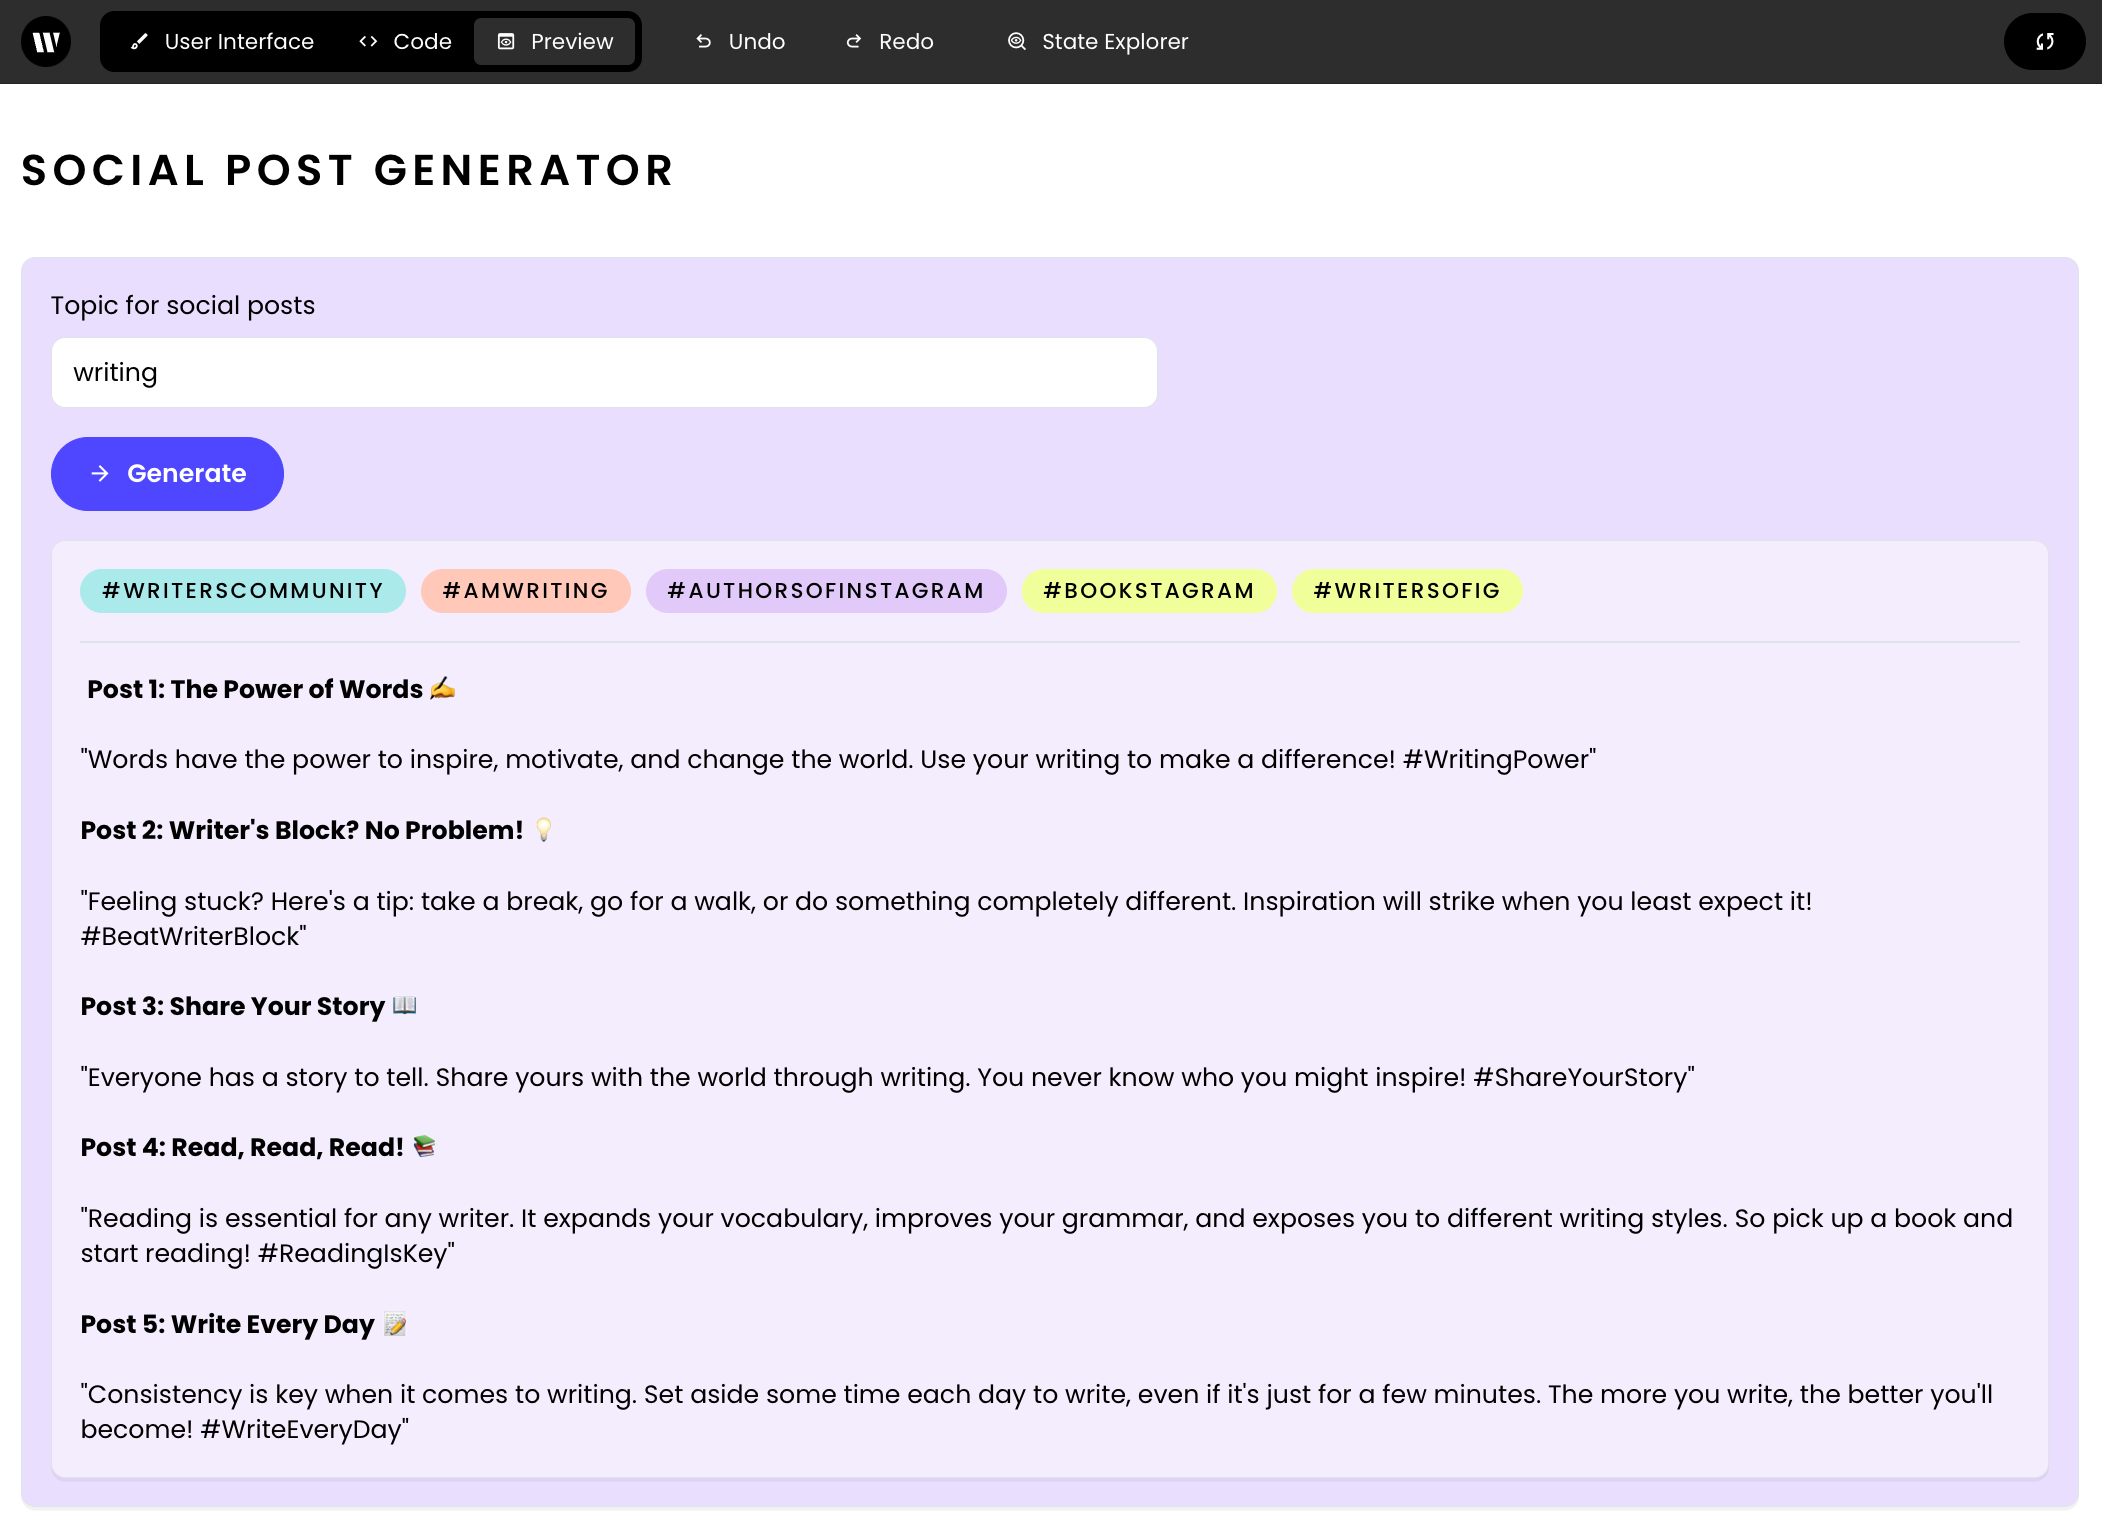 User Interface Code Preview Undo Redo State Explorer
SOCIAL POST GENERATOR
Topic for social posts
writing
Generate
#WRITERSCOMMUNITY #AMWRITING #AUTHORSOFINSTAGRAM #BOOKSTAGRAM #WRITERSOFIG
Post 1: The Power of Words ✍️
"Words have the power to inspire, motivate, and change the world. Use your writing to make a difference! #WritingPower"
Post 2: Writer's Block? No Problem! 💡
"Feeling stuck? Here's a tip: take a break, go for a walk, or do something completely different. Inspiration will strike when you least expect it!
#BeatWriterBlock"
Post 3: Share Your Story 📖
"Everyone has a story to tell. Share yours with the world through writing. You never know who you might inspire! #ShareYourStory"
Post 4: Read, Read, Read! 📚
"Reading is essential for any writer. It expands your vocabulary, improves your grammar, and exposes you to different writing styles. So pick up a book and
start reading! #ReadingIsKey"
Post 5: Write Every Day 📝
"Consistency is key when it comes to writing. Set aside some time each day to write, even if it's just for a few minutes. The more you write, the better you'll
become! #WriteEveryDay"